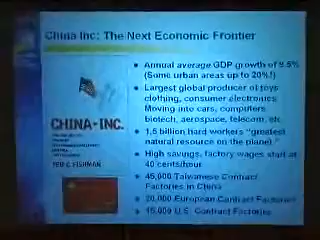 China Inc: The Next Economic Frontier
Annual average GDP growth of 9.5%
(Some urban areas up to 20%!)
Largest global producer of toys
clothing, consumer electronics
Moving into cars, computers
biotech, aerospace, telecom, etc
1.5 billion hard workers "greatest
natural resource on the planet"
High savings, factory wages start at
40 cents/hour
45,000 Taiwanese Contract
Factories in China
20,000 European Contract Factories
15,000 U.S. Contract Factories
CHINA INC.
TED C. FISHMAN